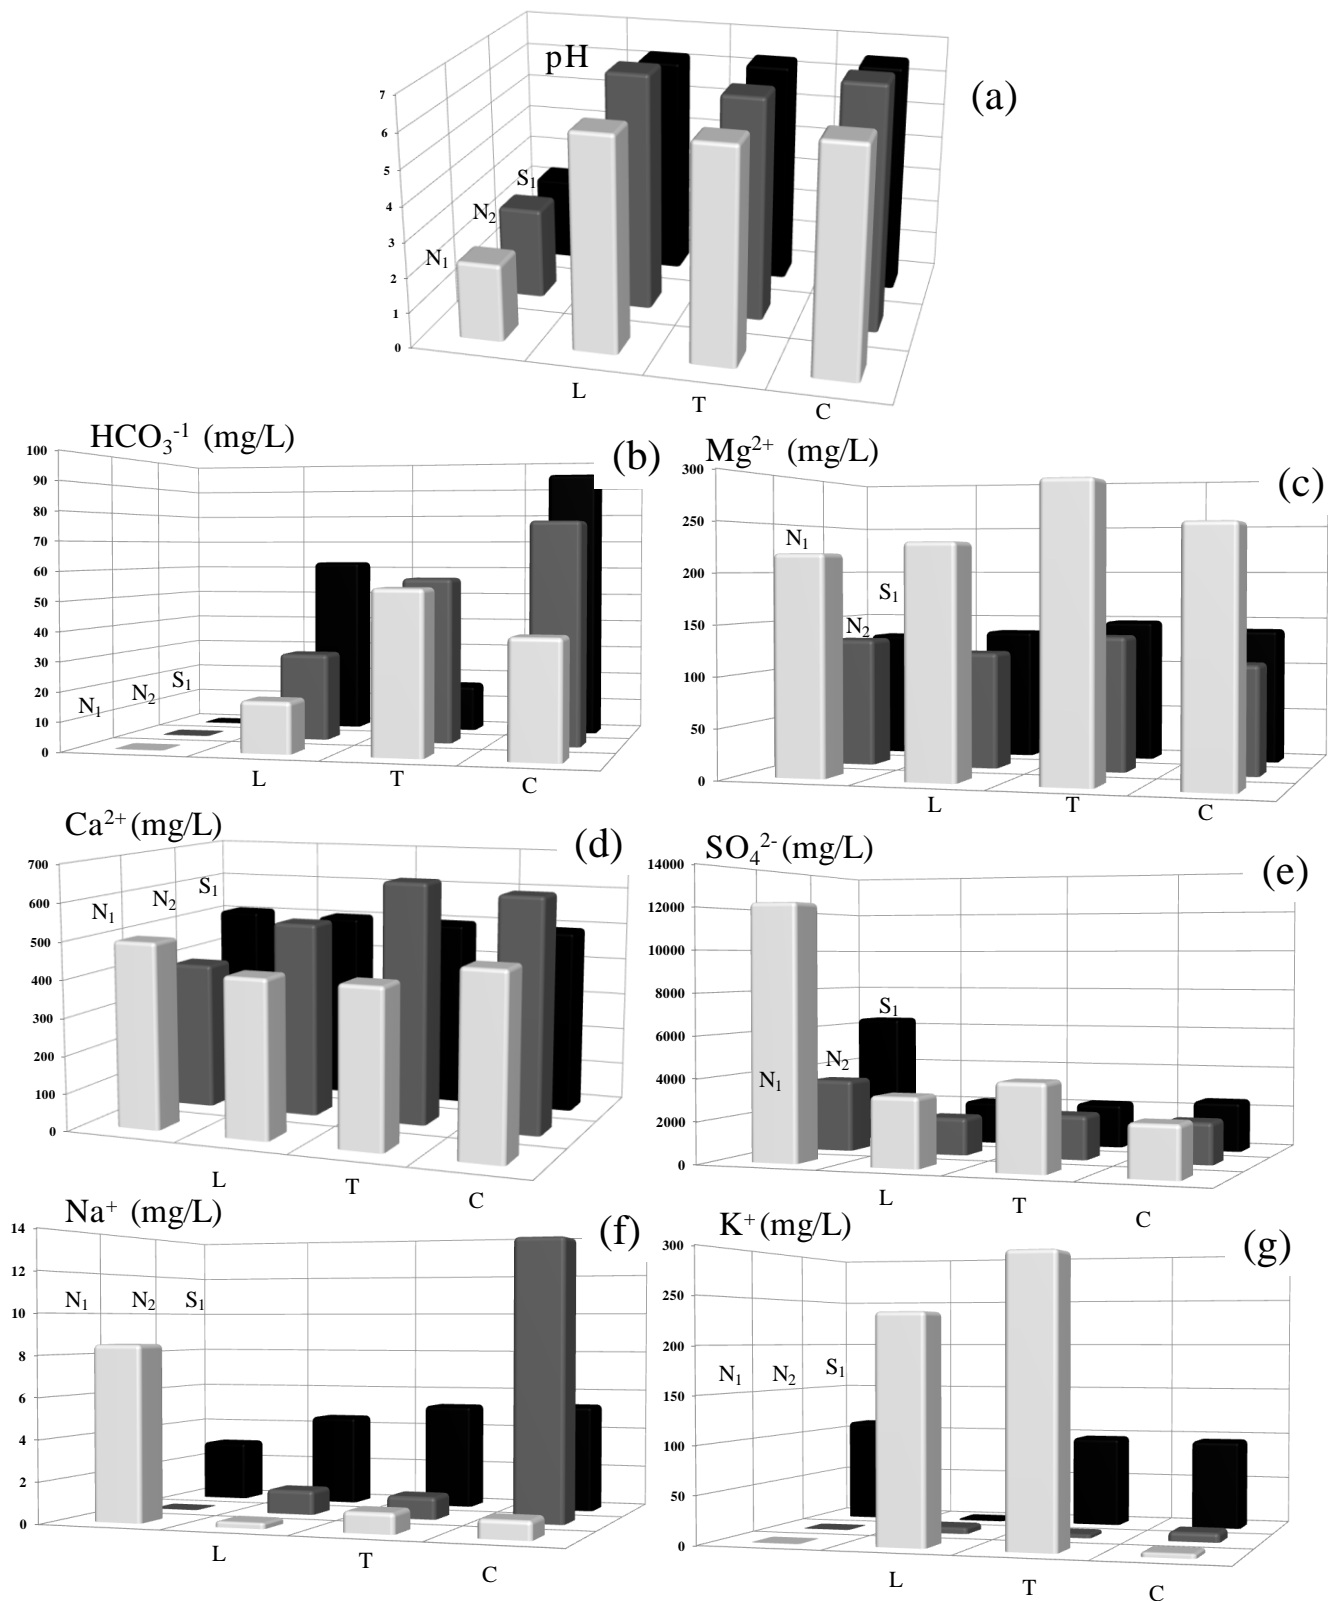 pH
(a)
7
6
5
4
3
2
1
0
S₁
N₂
N₁
L
T
C
HCO₃⁻¹ (mg/L)
(b)
100
90
80
70
60
50
40
30
20
10
0
N₁
N₂
S₁
L
T
C
Mg²⁺ (mg/L)
(c)
300
250
200
150
100
50
0
N₁
S₁
N₂
L
T
C
Ca²⁺ (mg/L)
(d)
700
600
500
400
300
200
100
0
N₁
N₂
S₁
L
T
C
SO₄²⁻ (mg/L)
(e)
14000
12000
10000
8000
6000
4000
2000
0
S₁
N₂
N₁
L
T
C
Na⁺ (mg/L)
(f)
14
12
10
8
6
4
2
0
N₁
N₂
S₁
L
T
C
K⁺ (mg/L)
(g)
300
250
200
150
100
50
0
N₁
N₂
S₁
L
T
C